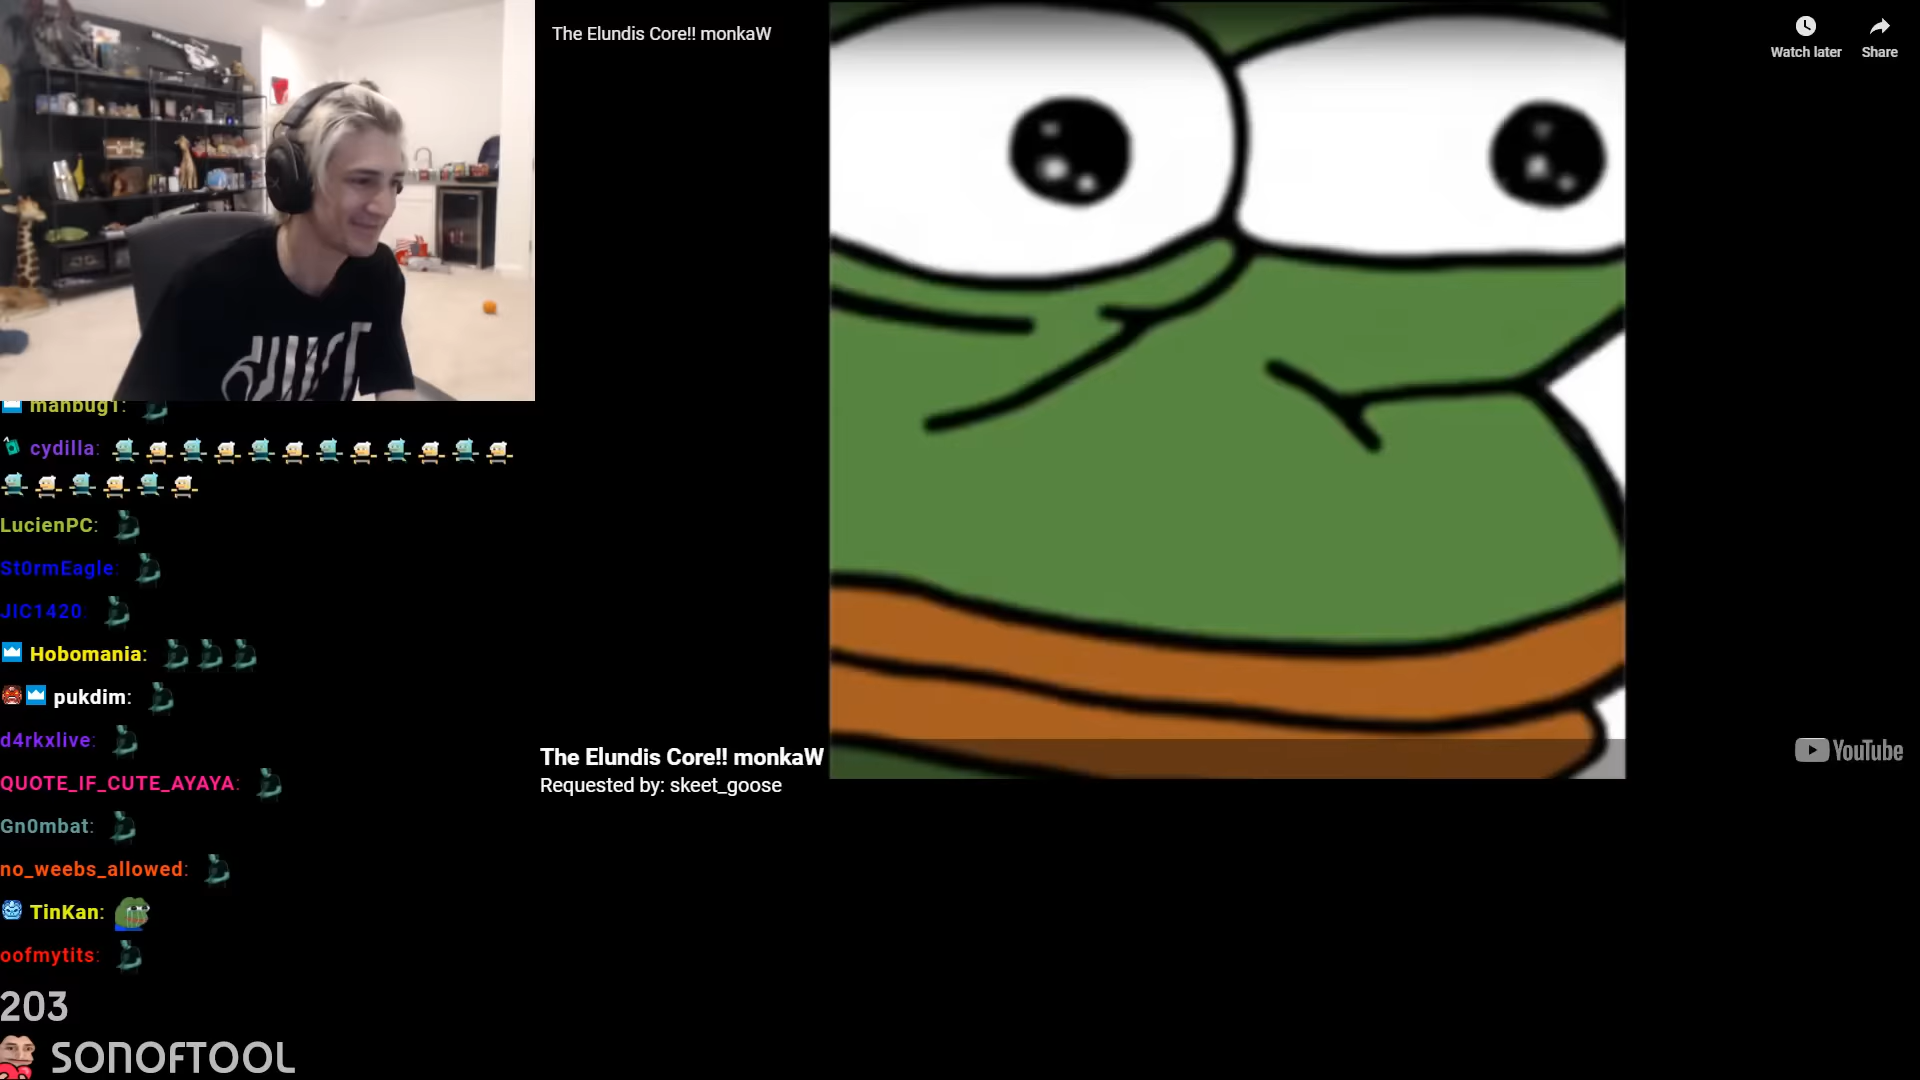 The Elundis Core!! monkaW
Watch later
Share
manbug1:
cydilla:
LucienPC:
St0rmEagle:
JIC1420
Hobomania:
pukdim:
d4rkxlive:
QUOTE_IF_CUTE_AYAYA:
Gn0mbat:
no_weebs_allowed:
TinKan:
oofmytits:
The Elundis Core!! monkaW
Requested by: skeet_goose
YouTube
203
SONOFTOOL